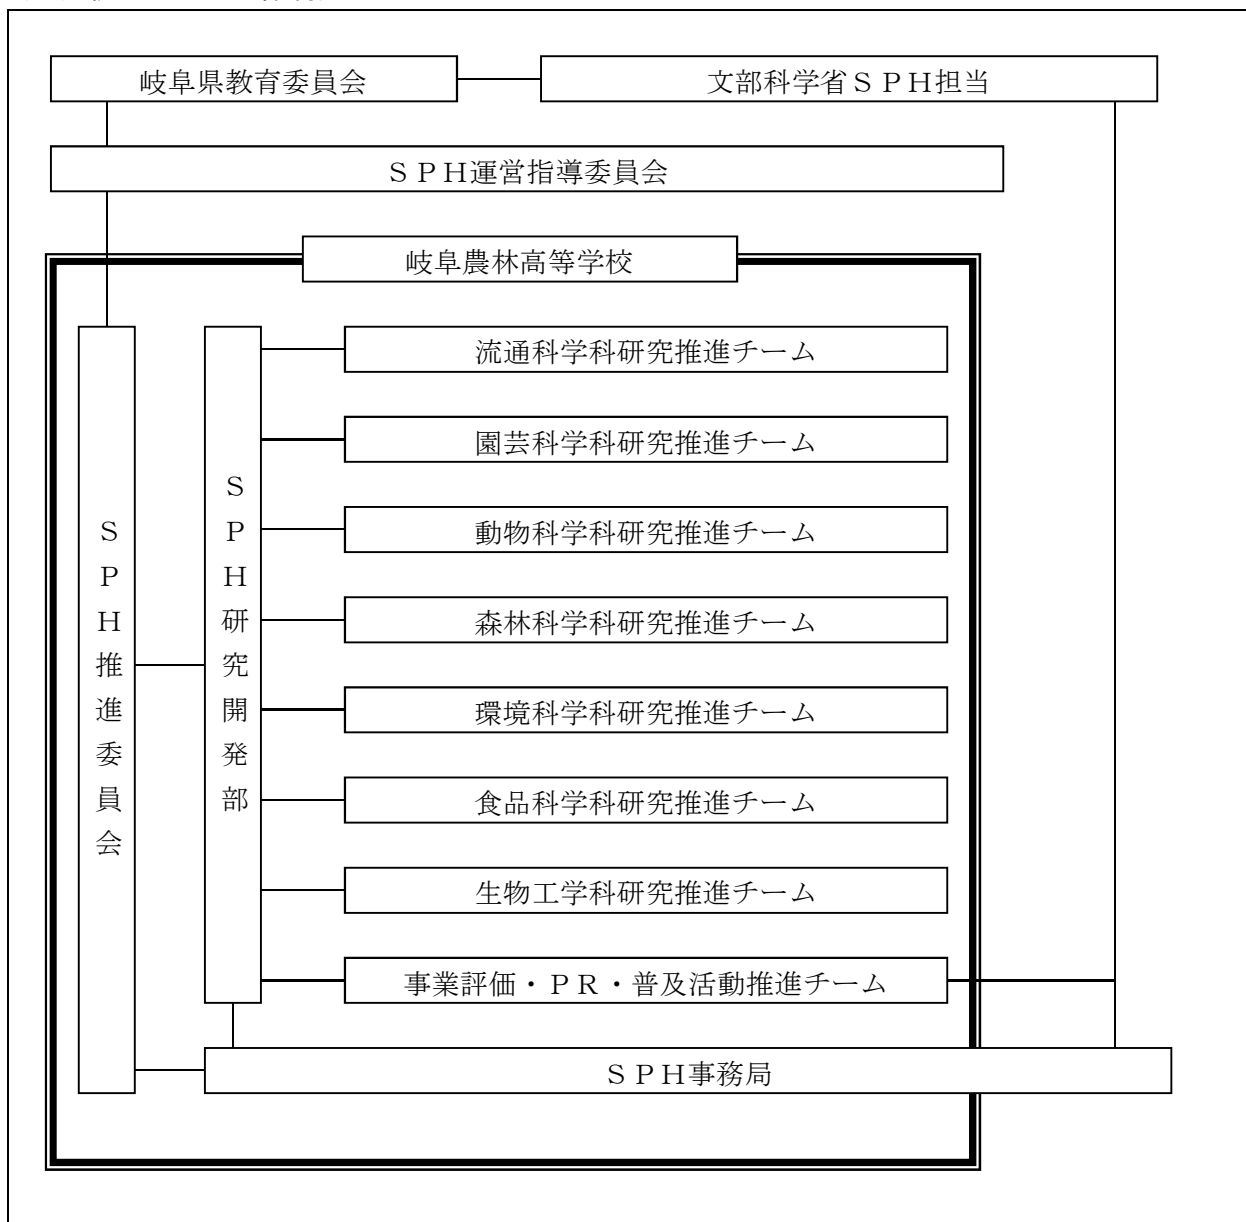 岐阜県教育委員会
文部科学省ＳＰＨ担当
ＳＰＨ運営指導委員会
岐阜農林高等学校
ＳＰＨ推進委員会
ＳＰＨ研究開発部
流通科学科研究推進チーム
園芸科学科研究推進チーム
動物科学科研究推進チーム
森林科学科研究推進チーム
環境科学科研究推進チーム
食品科学科研究推進チーム
生物工学科研究推進チーム
事業評価・ＰＲ・普及活動推進チーム
ＳＰＨ事務局